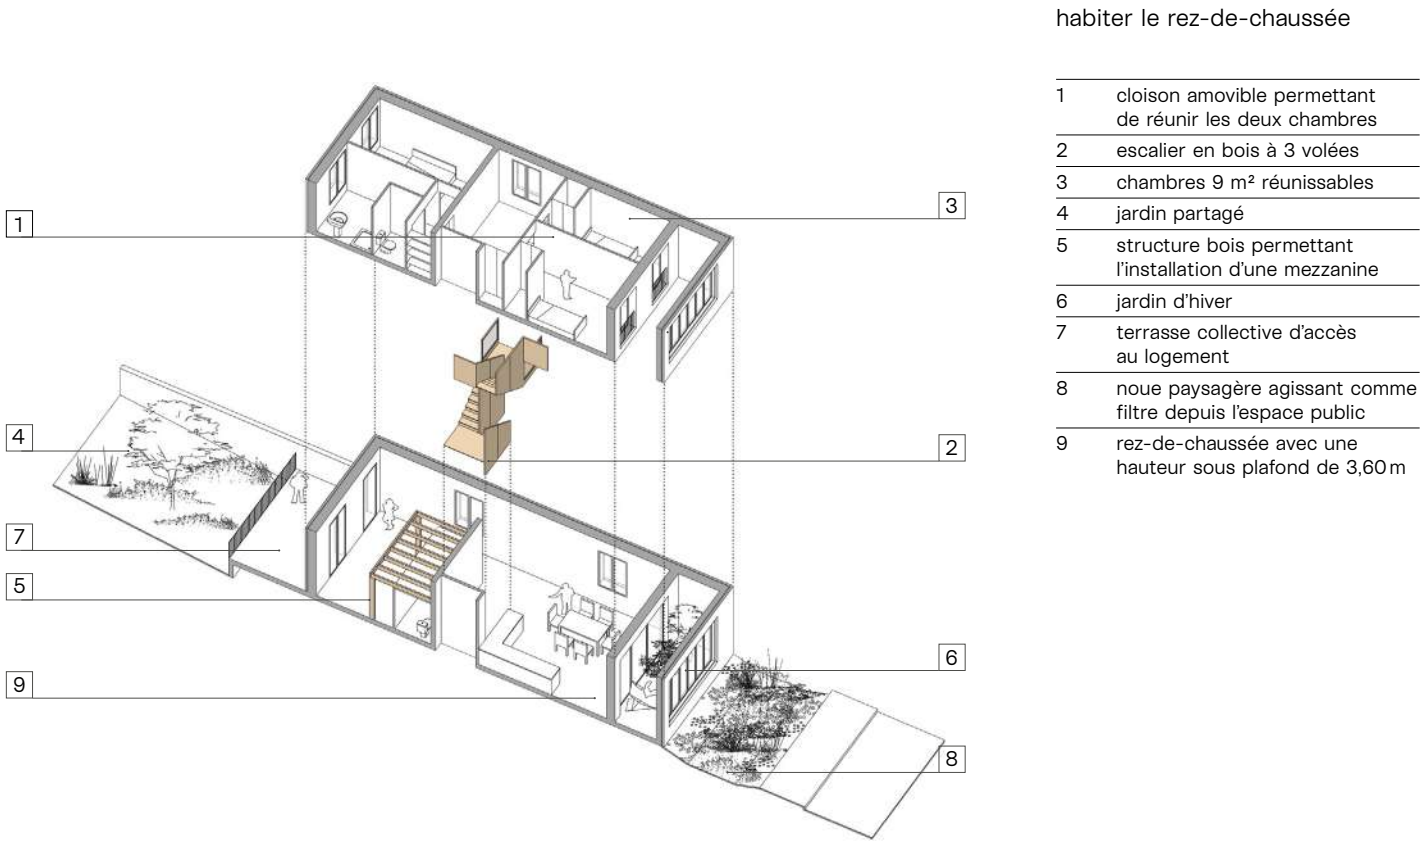 habiter le rez-de-chaussée
1 cloison amovible permettant
de réunir les deux chambres
2 escalier en bois à 3 volées
3 chambres 9 m² réunissables
4 jardin partagé
5 structure bois permettant
l'installation d'une mezzanine
6 jardin d'hiver
7 terrasse collective d'accès
au logement
8 noue paysagère agissant comme
filtre depuis l'espace public
9 rez-de-chaussée avec une
hauteur sous plafond de 3,60 m
3
1
4
2
7
5
6
9
8